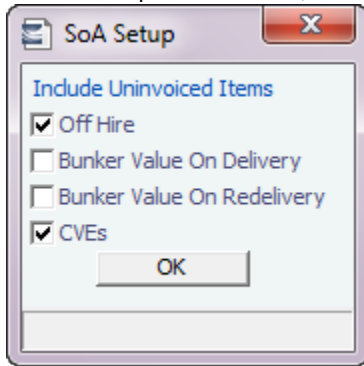 SoA Setup
Include Uninvoiced Items
Off Hire
Bunker Value On Delivery
Bunker Value On Redelivery
CVEs
OK